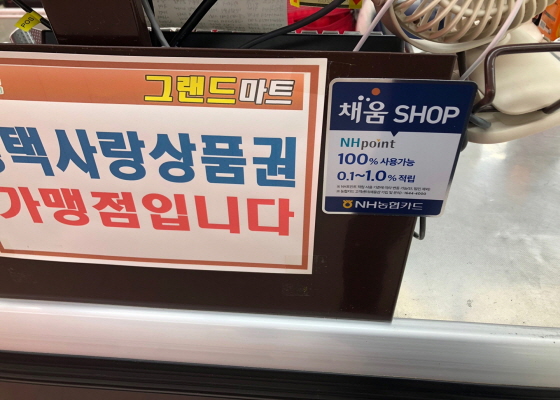 POS
그랜드마트
택사랑상품권
가맹점입니다
채움 SHOP
NHpoint
100% 사용가능
0.1~1.0% 적립
NH농협카드